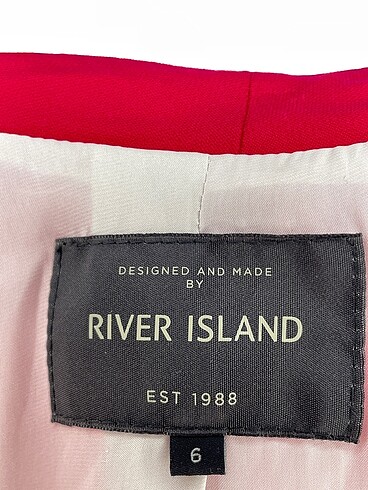 DESIGNED AND MADE
BY
RIVER ISLAND
EST 1988
6